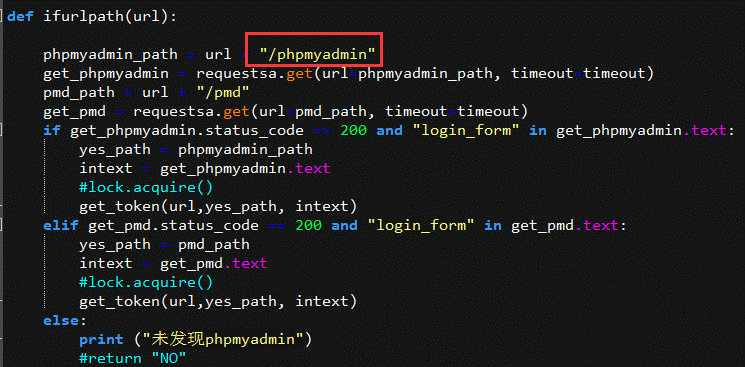 def ifurlpath(url):
    phpmyadmin_path = url + "/phpmyadmin"
    get_phpmyadmin = requestsa.get(url=phpmyadmin_path, timeout=timeout)
    pmd_path = url + "/pmd"
    get_pmd = requestsa.get(url=pmd_path, timeout=timeout)
    if get_phpmyadmin.status_code == 200 and "login_form" in get_phpmyadmin.text:
        yes_path = phpmyadmin_path
        intext = get_phpmyadmin.text
        #lock.acquire()
        get_token(url,yes_path, intext)
    elif get_pmd.status_code == 200 and "login_form" in get_pmd.text:
        yes_path = pmd_path
        intext = get_pmd.text
        #lock.acquire()
        get_token(url,yes_path, intext)
    else:
        print ("未发现phpmyadmin")
        #return "NO"